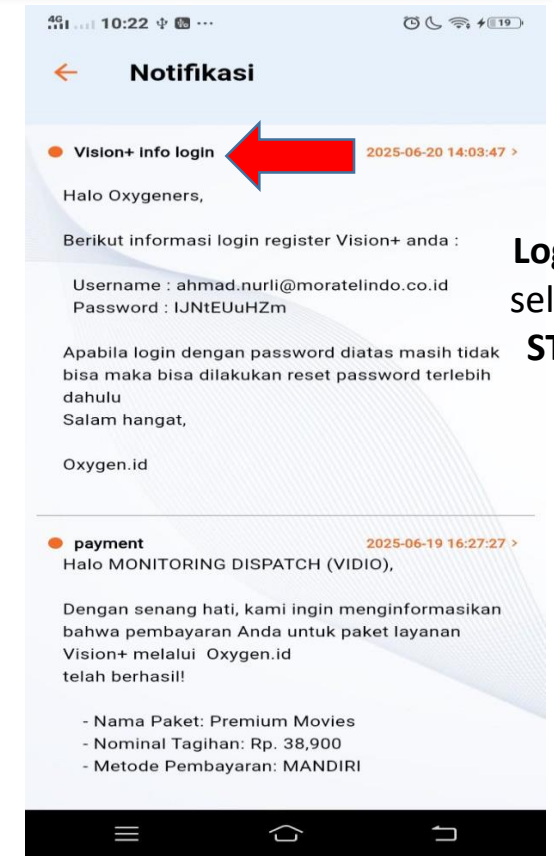 4G 10:22 ...
19
← Notifikasi
Vision+ info login 2025-06-20 14:03:47 >
Halo Oxygeners,
Berikut informasi login register Vision+ anda :
Username : ahmad.nurli@moratelindo.co.id
Password : IJNtEUuHZm
Apabila login dengan password diatas masih tidak
bisa maka bisa dilakukan reset password terlebih
dahulu
Salam hangat,
Oxygen.id
payment 2025-06-19 16:27:27 >
Halo MONITORING DISPATCH (VIDIO),
Dengan senang hati, kami ingin menginformasikan
bahwa pembayaran Anda untuk paket layanan
Vision+ melalui Oxygen.id
telah berhasil!
- Nama Paket: Premium Movies
- Nominal Tagihan: Rp. 38,900
- Metode Pembayaran: MANDIRI